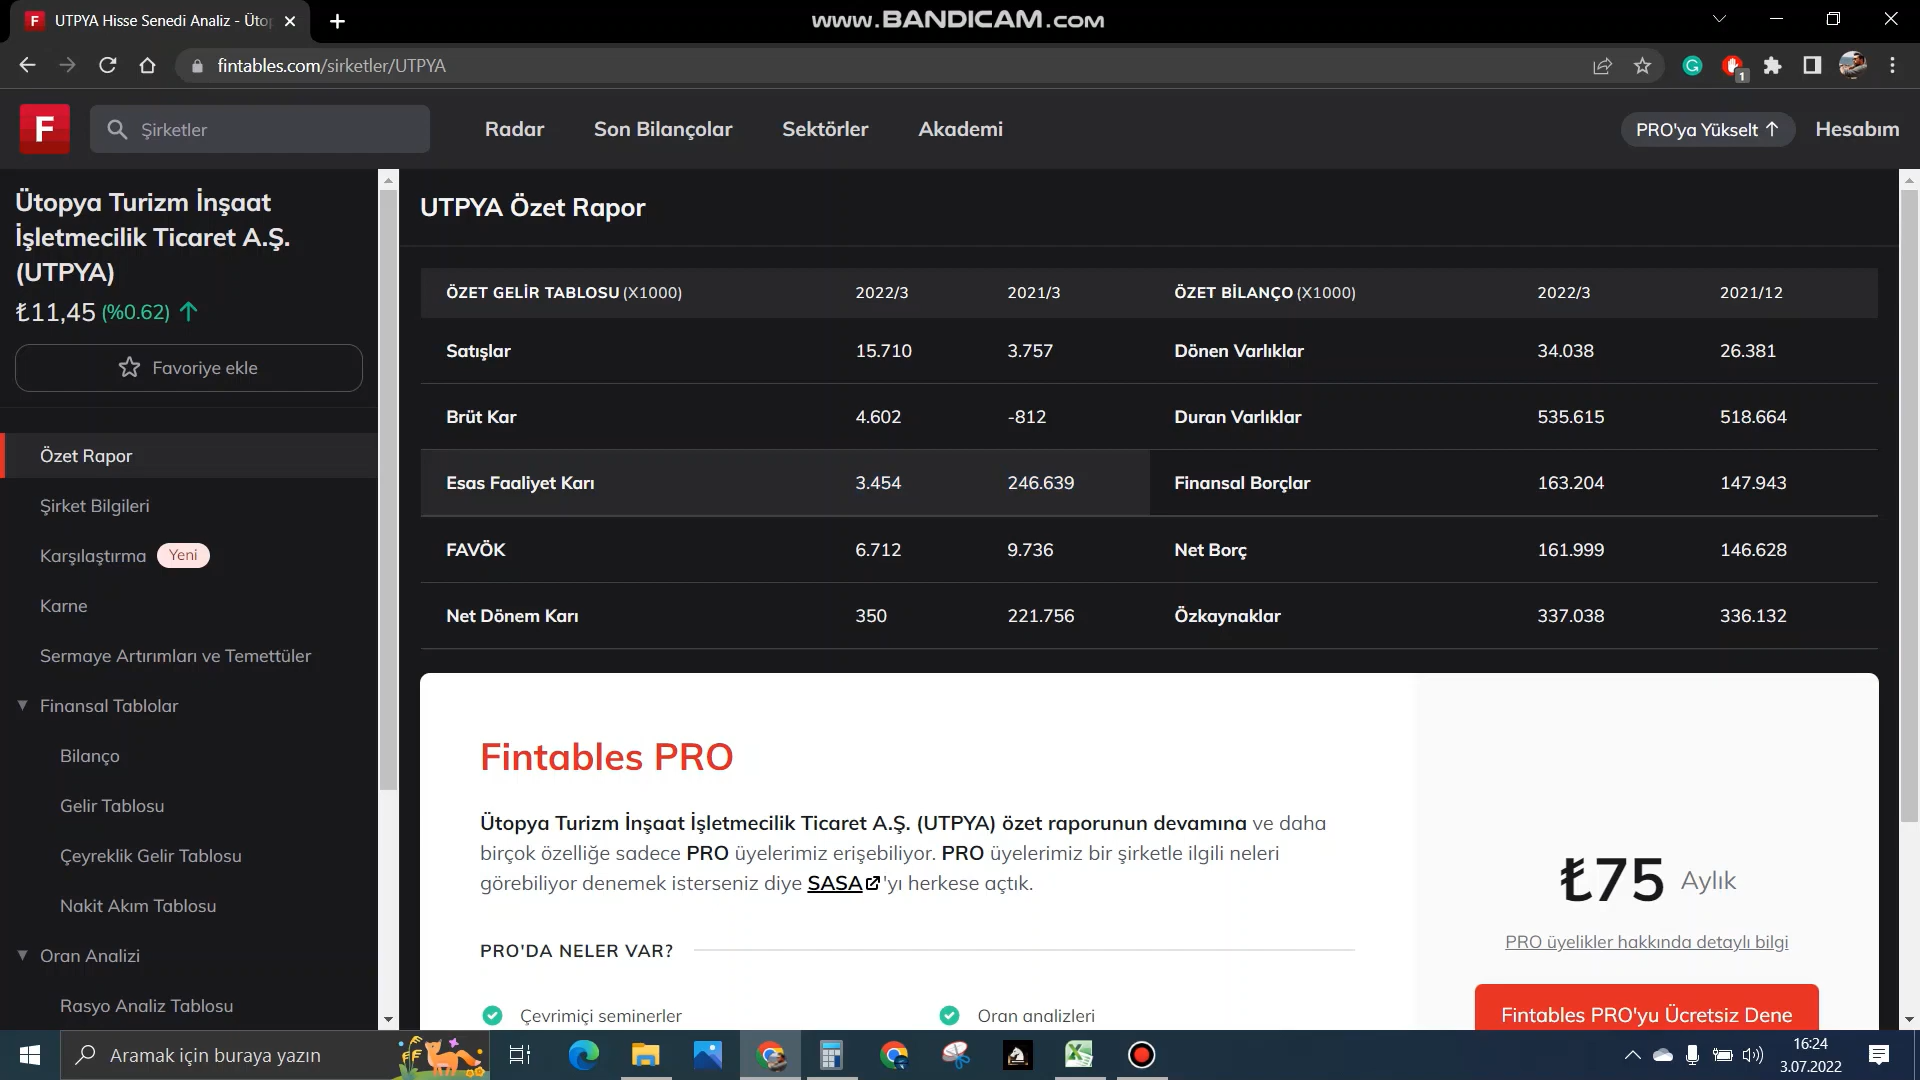 UTPYA Hisse Senedi Analiz - Ütop
www.BANDICAM.com
fintables.com/sirketler/UTPYA
1
F
Şirketler
Radar
Son Bilançolar
Sektörler
Akademi
PRO'ya Yükselt ↑
Hesabım
Ütopya Turizm İnşaat
İşletmecilik Ticaret A.Ş.
(UTPYA)
₺11,45 (%0.62) ↑
Favoriye ekle
Özet Rapor
Şirket Bilgileri
Karşılaştırma Yeni
Karne
Sermaye Artırımları ve Temettüler
Finansal Tablolar
Bilanço
Gelir Tablosu
Çeyreklik Gelir Tablosu
Nakit Akım Tablosu
Oran Analizi
Rasyo Analiz Tablosu
UTPYA Özet Rapor
ÖZET GELİR TABLOSU (X1000) 2022/3 2021/3 ÖZET BİLANÇO (X1000) 2022/3 2021/12
Satışlar 15.710 3.757 Dönen Varlıklar 34.038 26.381
Brüt Kar 4.602 -812 Duran Varlıklar 535.615 518.664
Esas Faaliyet Karı 3.454 246.639 Finansal Borçlar 163.204 147.943
FAVÖK 6.712 9.736 Net Borç 161.999 146.628
Net Dönem Karı 350 221.756 Özkaynaklar 337.038 336.132
Fintables PRO
Ütopya Turizm İnşaat İşletmecilik Ticaret A.Ş. (UTPYA) özet raporunun devamına ve daha
birçok özelliğe sadece PRO üyelerimiz erişebiliyor. PRO üyelerimiz bir şirketle ilgili neleri
görebiliyor denemek isterseniz diye SASA'yı herkese açtık.
PRO'DA NELER VAR?
Çevrimiçi seminerler
Oran analizleri
₺75 Aylık
PRO üyelikler hakkında detaylı bilgi
Fintables PRO'yu Ücretsiz Dene
Aramak için buraya yazın
16:24
3.07.2022